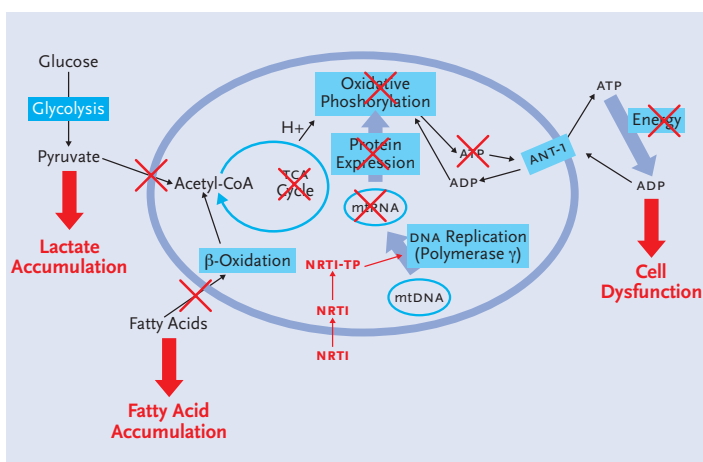 Glucose
Glycolysis
Pyruvate
Lactate
Accumulation
Acetyl-CoA
TCA
Cycle
H+
Oxidative
Phoshorylation
Protein
Expression
mtRNA
ATP
ADP
ANT-1
ATP
Energy
ADP
Cell
Dysfunction
β-Oxidation
Fatty Acids
Fatty Acid
Accumulation
DNA Replication
(Polymerase γ)
mtDNA
NRTI-TP
NRTI
NRTI